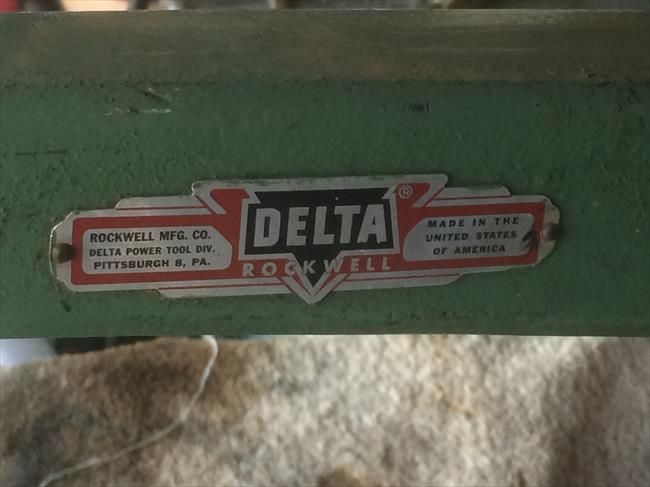 ROCKWELL MFG. CO.
DELTA POWER TOOL DIV.
PITTSBURGH 8, PA.
DELTA ®
ROCKWELL
MADE IN THE
UNITED STATES
OF AMERICA